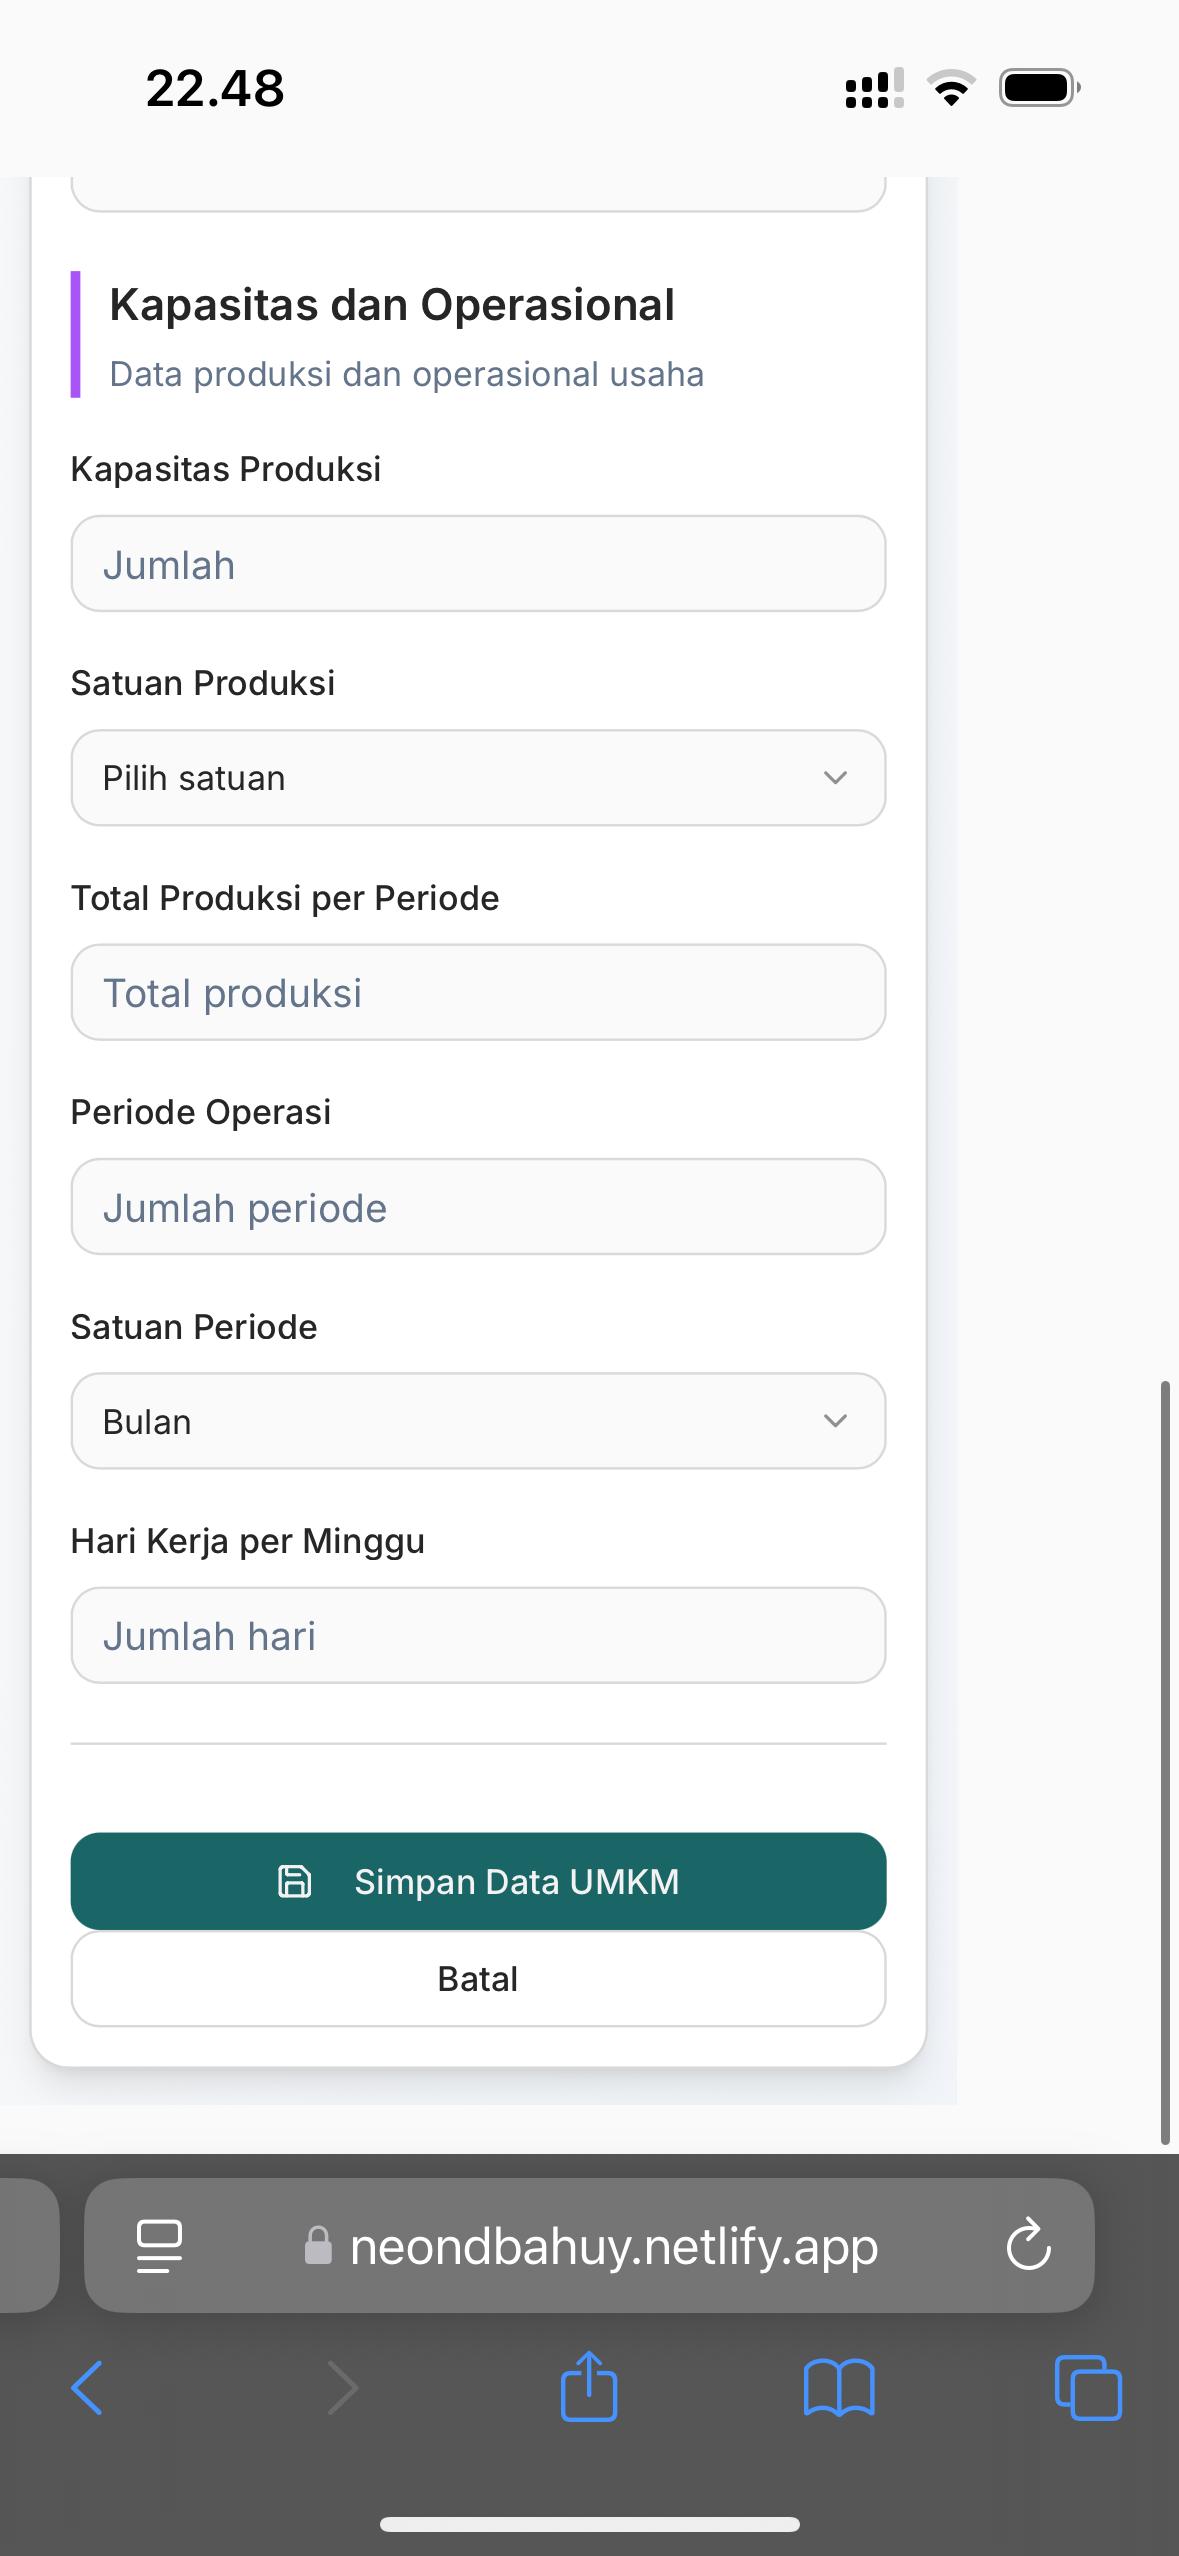 22.48
Kapasitas dan Operasional
Data produksi dan operasional usaha
Kapasitas Produksi
Jumlah
Satuan Produksi
Pilih satuan
Total Produksi per Periode
Total produksi
Periode Operasi
Jumlah periode
Satuan Periode
Bulan
Hari Kerja per Minggu
Jumlah hari
Simpan Data UMKM
Batal
neondbahuy.netlify.app